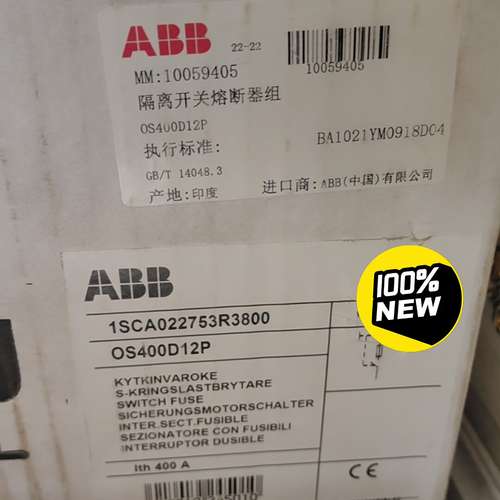 ABB
22-22
MM:10059405
10059405
隔离开关熔断器组
OS400D12P
BA1021YM0918D04
执行标准:
GB/T 14048.3
产地:印度
进口商:ABB(中国)有限公司
ABB
100%
NEW
1SCA022753R3800
OS400D12P
KYTKINVAROKE
S-KRINGSLASTBRYTARE
SWITCH FUSE
SICHERUNGSMOTORSCHALTER
INTER.SECT.FUSIBLE
SEZIONATORE CON FUSIBILI
INTERRUPTOR DUSIBLE
Ith 400 A
CE